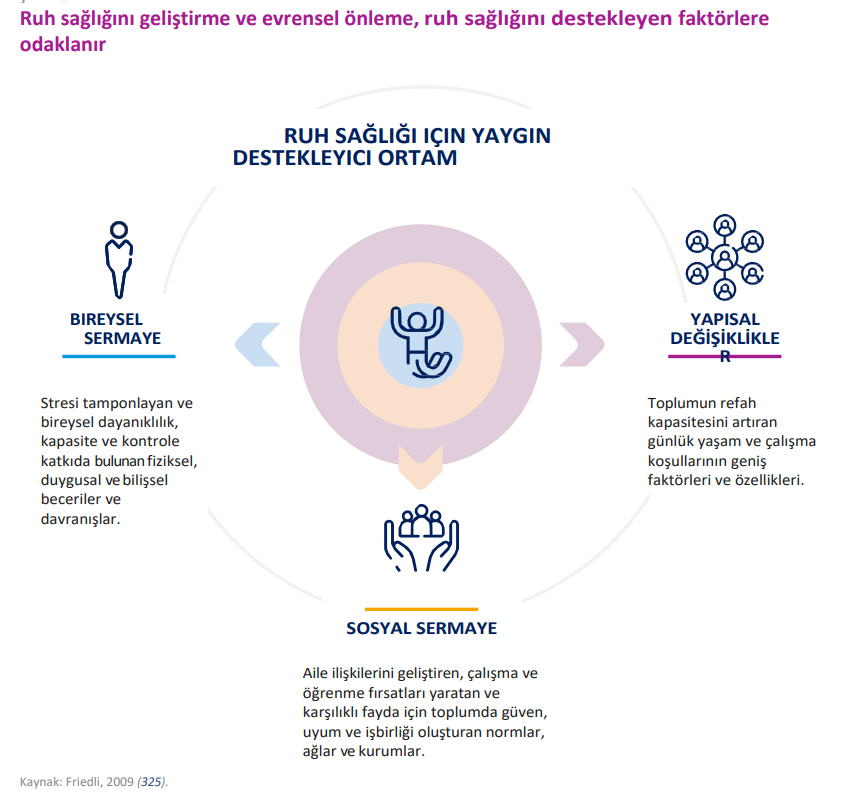 Ruh sağlığını geliştirme ve evrensel önleme, ruh sağlığını destekleyen faktörlere
odaklanır
RUH SAĞLIĞI IÇIN YAYGIN
DESTEKLEYICI ORTAM
BIREYSEL
SERMAYE
Stresi tamponlayan ve
bireysel dayanıklılık,
kapasite ve kontrole
katkıda bulunan fiziksel,
duygusal ve bilişsel
beceriler ve
davranışlar.
YAPISAL
DEĞİŞİKLİKLE
R
Toplumun refah
kapasitesini artıran
günlük yaşam ve çalışma
koşullarının geniş
faktörleri ve özellikleri.
SOSYAL SERMAYE
Aile ilişkilerini geliştiren, çalışma ve
öğrenme fırsatları yaratan ve
karşılıklı fayda için toplumda güven,
uyum ve işbirliği oluşturan normlar,
ağlar ve kurumlar.
Kaynak: Friedli, 2009 (325).